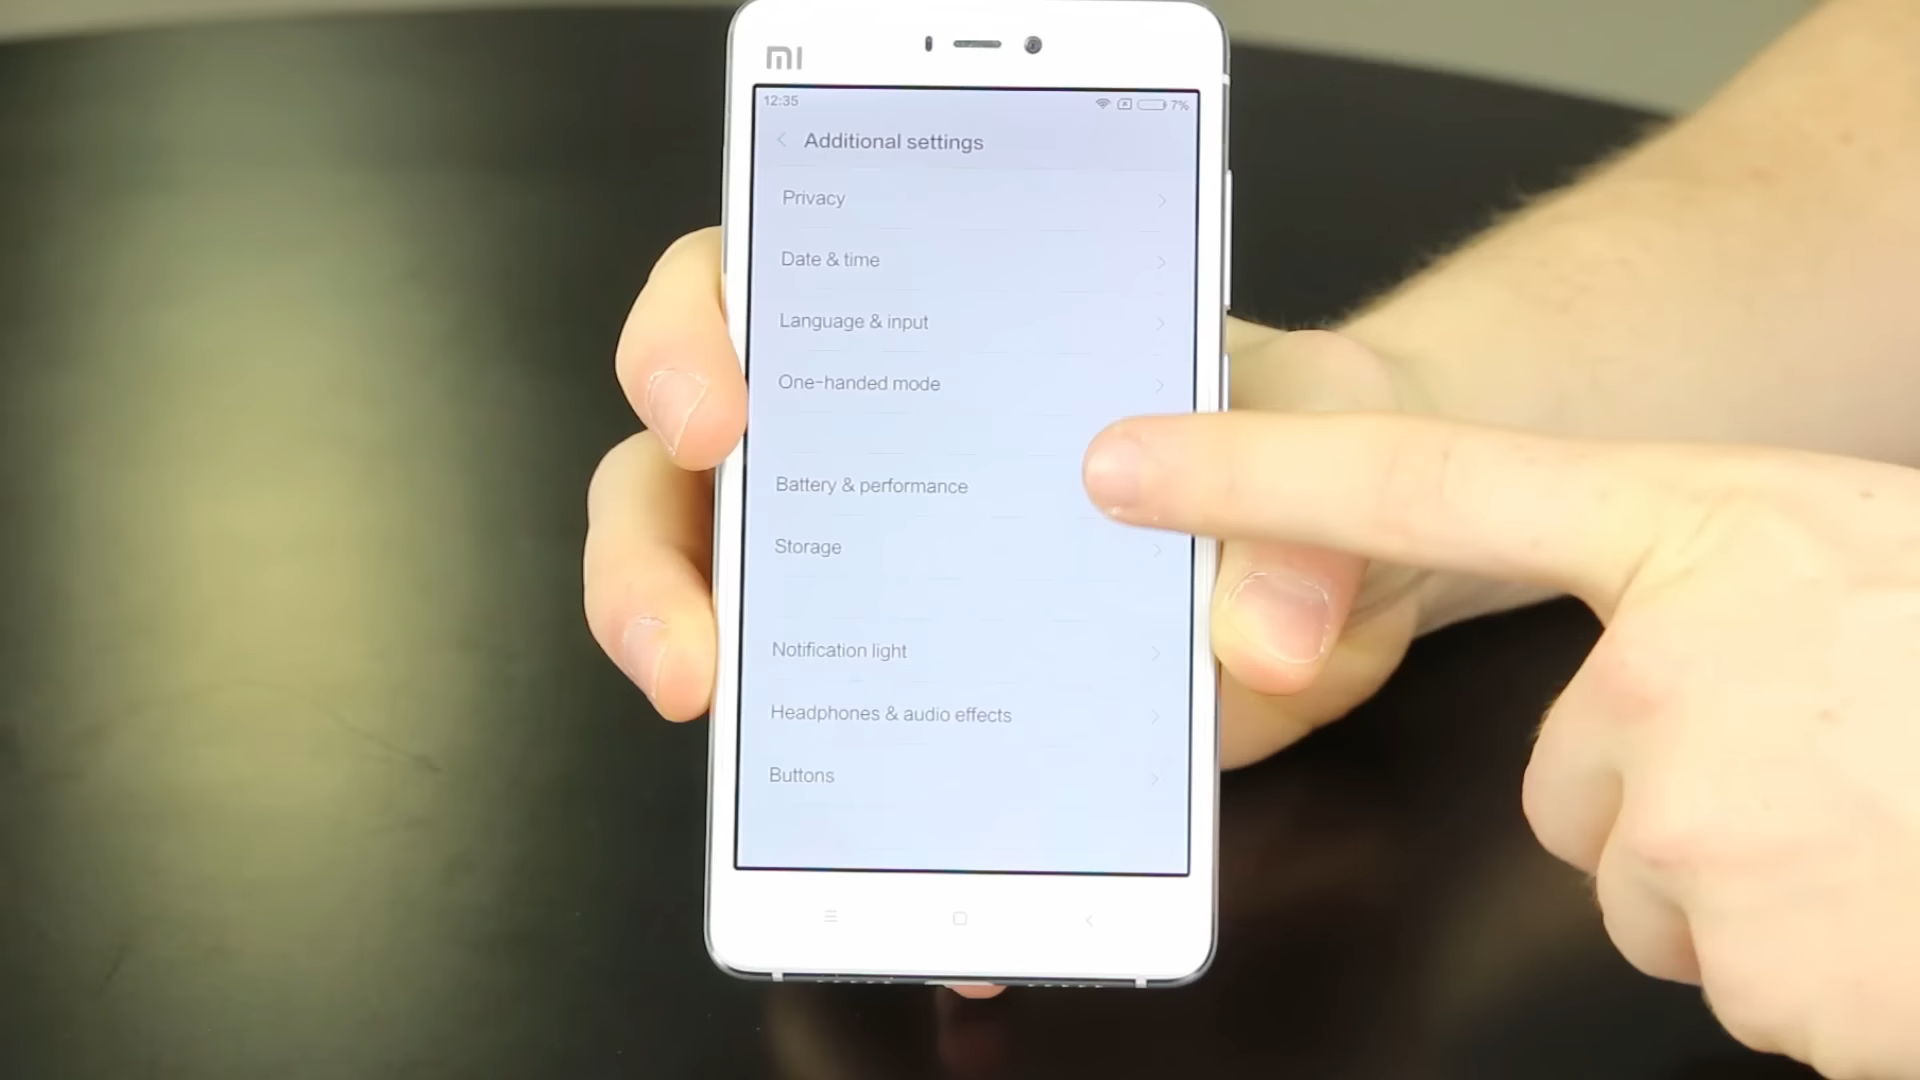 MI
12:35
7%
Additional settings
Privacy
Date & time
Language & input
One-handed mode
Battery & performance
Storage
Notification light
Headphones & audio effects
Buttons